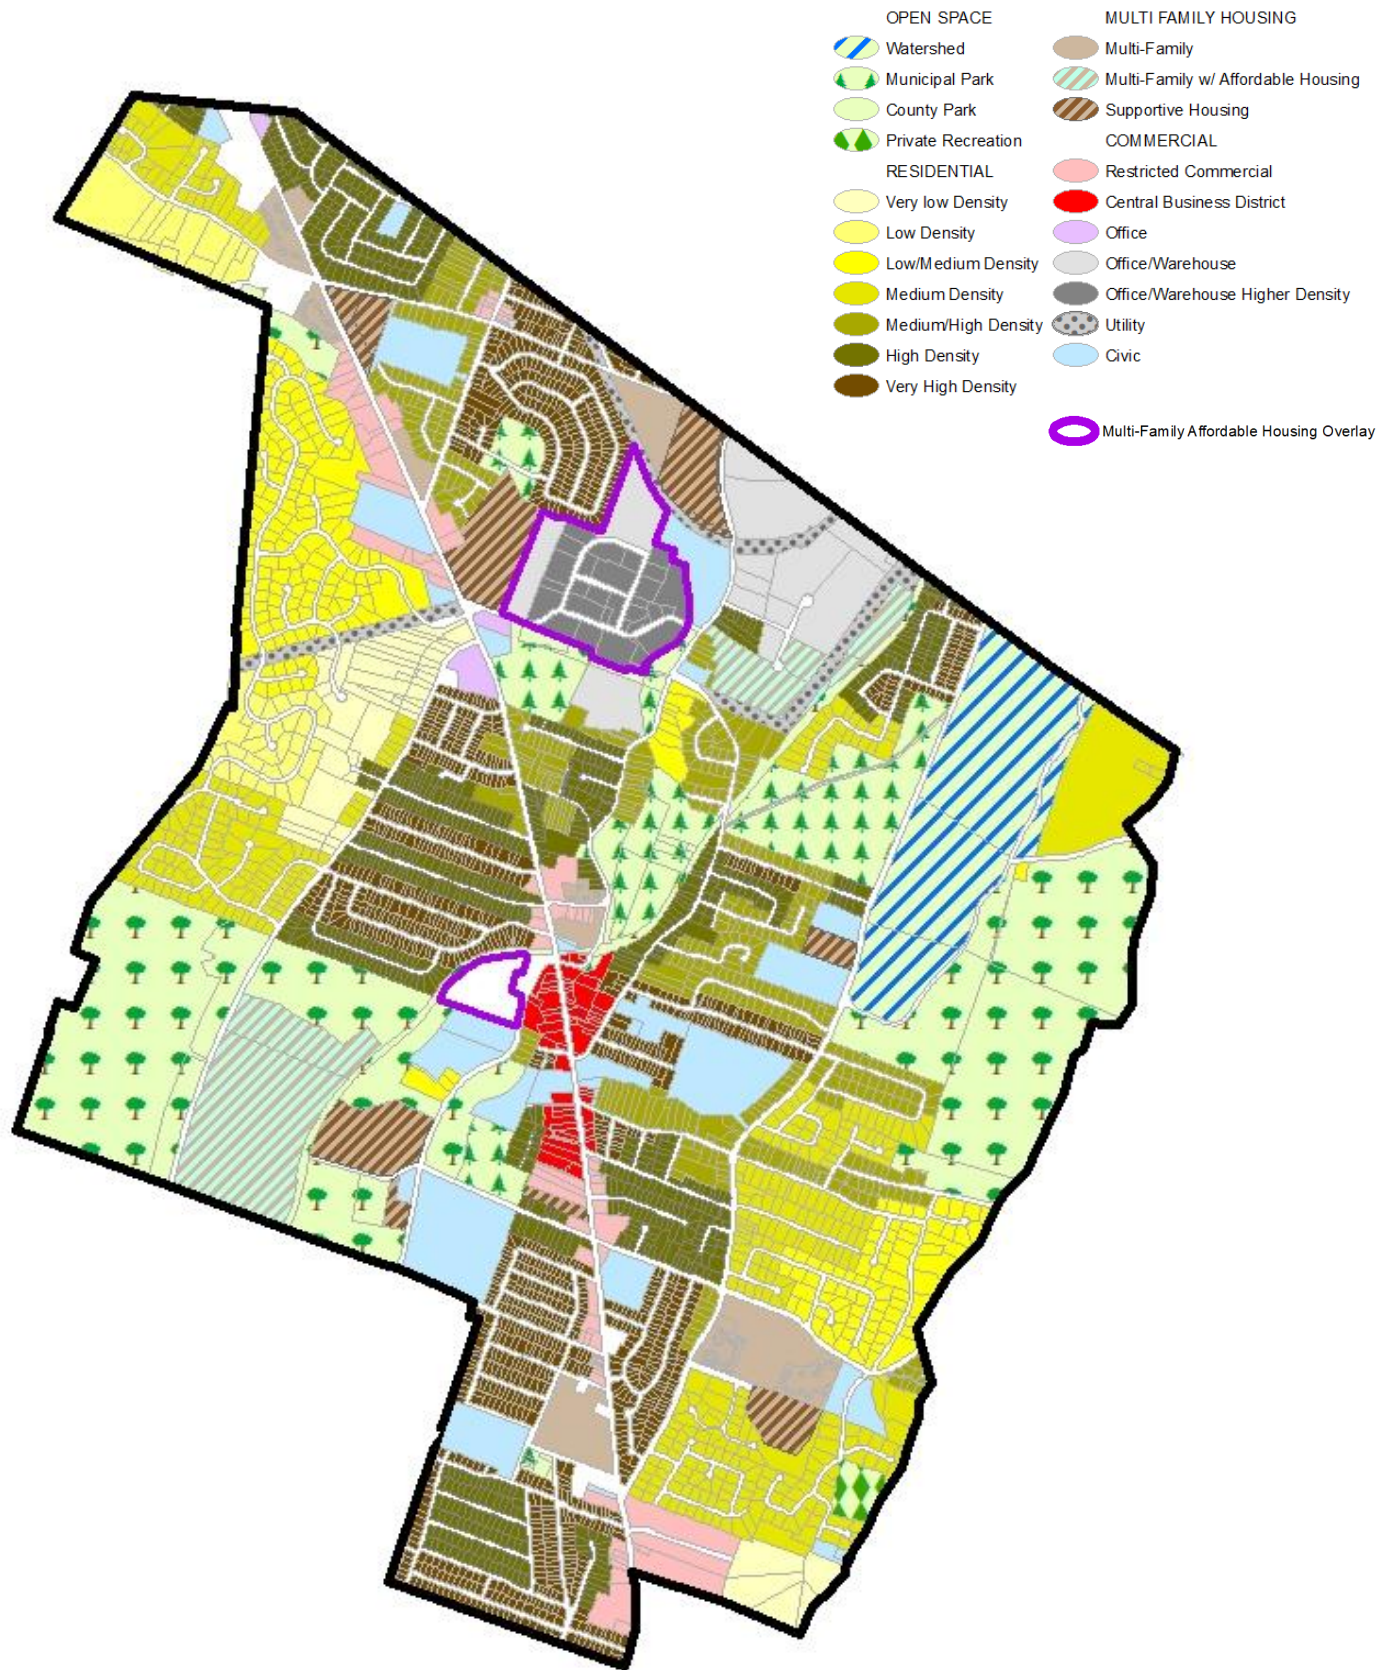 OPEN SPACE
Watershed
Municipal Park
County Park
Private Recreation
RESIDENTIAL
Very low Density
Low Density
Low/Medium Density
Medium Density
Medium/High Density
High Density
Very High Density
MULTI FAMILY HOUSING
Multi-Family
Multi-Family w/ Affordable Housing
Supportive Housing
COMMERCIAL
Restricted Commercial
Central Business District
Office
Office/Warehouse
Office/Warehouse Higher Density
Utility
Civic
Multi-Family Affordable Housing Overlay